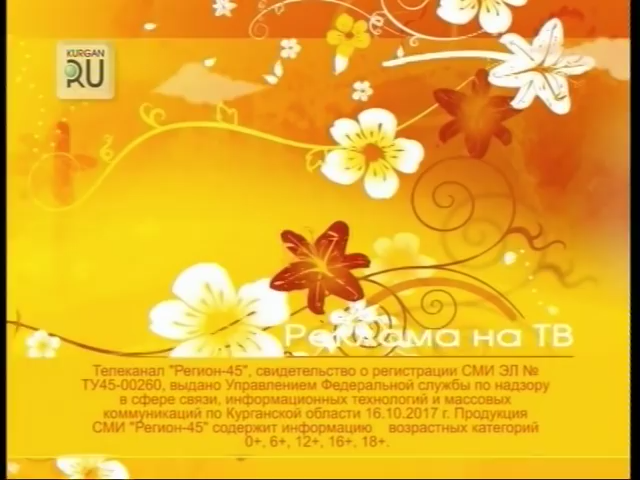 KURGAN
RU
Реклама на ТВ
Телеканал "Регион-45", свидетельство о регистрации СМИ ЭЛ №
ТУ45-00260, выдано Управлением Федеральной службы по надзору
в сфере связи, информационных технологий и массовых
коммуникаций по Курганской области 16.10.2017 г. Продукция
СМИ "Регион-45" содержит информацию возрастных категорий
0+, 6+, 12+, 16+, 18+.